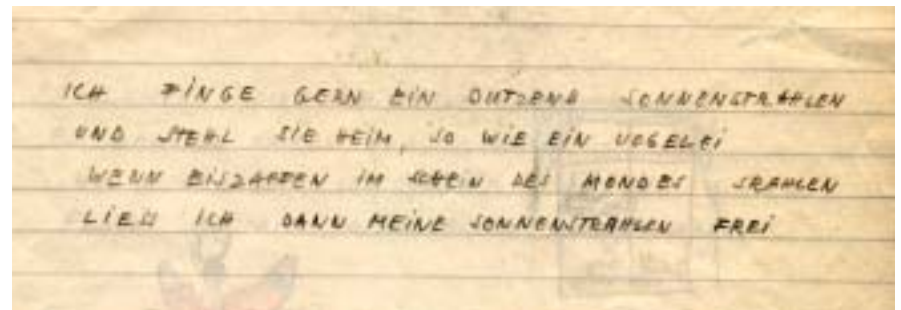 ICH FINGE GERN EIN DUTZEND SONNENSTRAHLEN
UND STEHL SIE HEIM, SO WIE EIN VOGELEI
WENN EISZAPFEN IM SCHEIN DES MONDES SRAHLEN
LIESS ICH DANN MEINE SONNENSTRAHLEN FREI